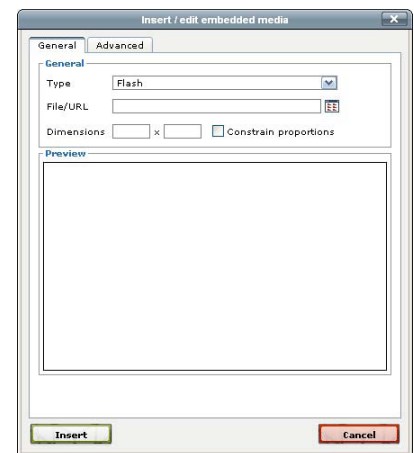 Insert / edit embedded media
General Advanced
General
Type Flash
File/URL
Dimensions x Constrain proportions
Preview
Insert Cancel